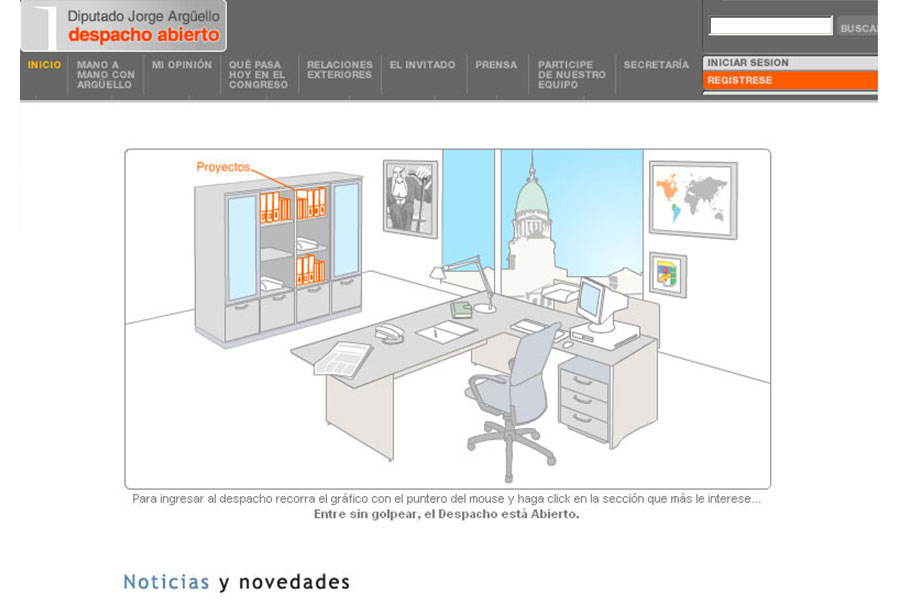 Diputado Jorge Argüello
despacho abierto
BUSCA
INICIO
MANO A
MANO CON
ARGÜELLO
MI OPINIÓN
QUÉ PASA
HOY EN EL
CONGRESO
RELACIONES
EXTERIORES
EL INVITADO
PRENSA
PARTICIPE
DE NUESTRO
EQUIPO
SECRETARÍA
INICIAR SESION
REGISTRESE
Proyectos
Para ingresar al despacho recorra el gráfico con el puntero del mouse y haga click en la sección que más le interese...
Entre sin golpear, el Despacho está Abierto.
Noticias y novedades